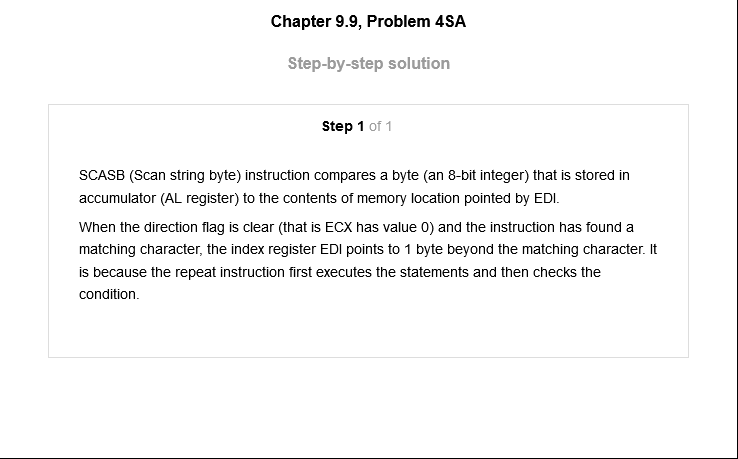 Chapter 9.9, Problem 4SA
Step-by-step solution
Step 1 of 1
SCASB (Scan string byte) instruction compares a byte (an 8-bit integer) that is stored in
accumulator (AL register) to the contents of memory location pointed by EDI.
When the direction flag is clear (that is ECX has value 0) and the instruction has found a
matching character, the index register EDI points to 1 byte beyond the matching character. It
is because the repeat instruction first executes the statements and then checks the
condition.